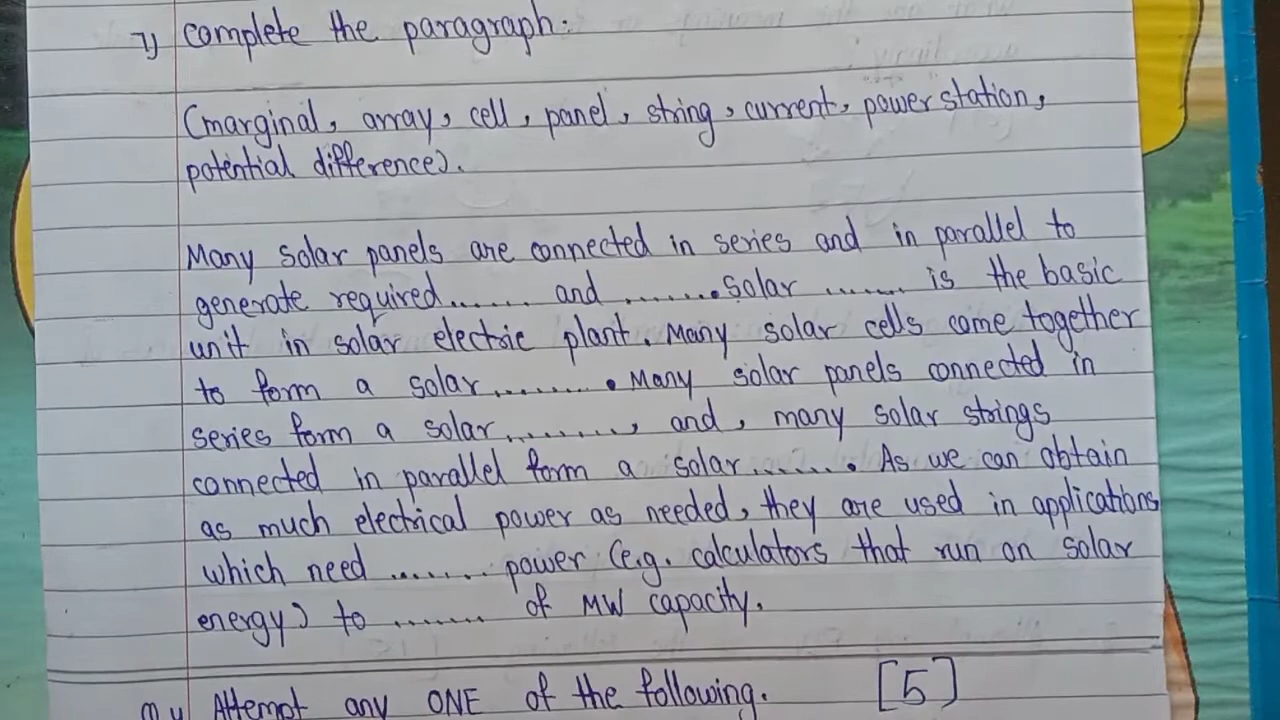 7) Complete the paragraph:
(marginal, array, cell, panel, string, current, power station,
potential difference).
Many solar panels are connected in series and in parallel to
generate required....... and ........ Solar ....... is the basic
unit in solar electric plant. Many solar cells come together
to form a solar......... Many solar panels connected in
series form a solar........, and, many solar strings
connected in parallel form a solar....... As we can obtain
as much electrical power as needed, they are used in applications
which need ....... power (e.g. calculators that run on solar
energy) to ....... of MW capacity.
Attempt any ONE of the following. [5]